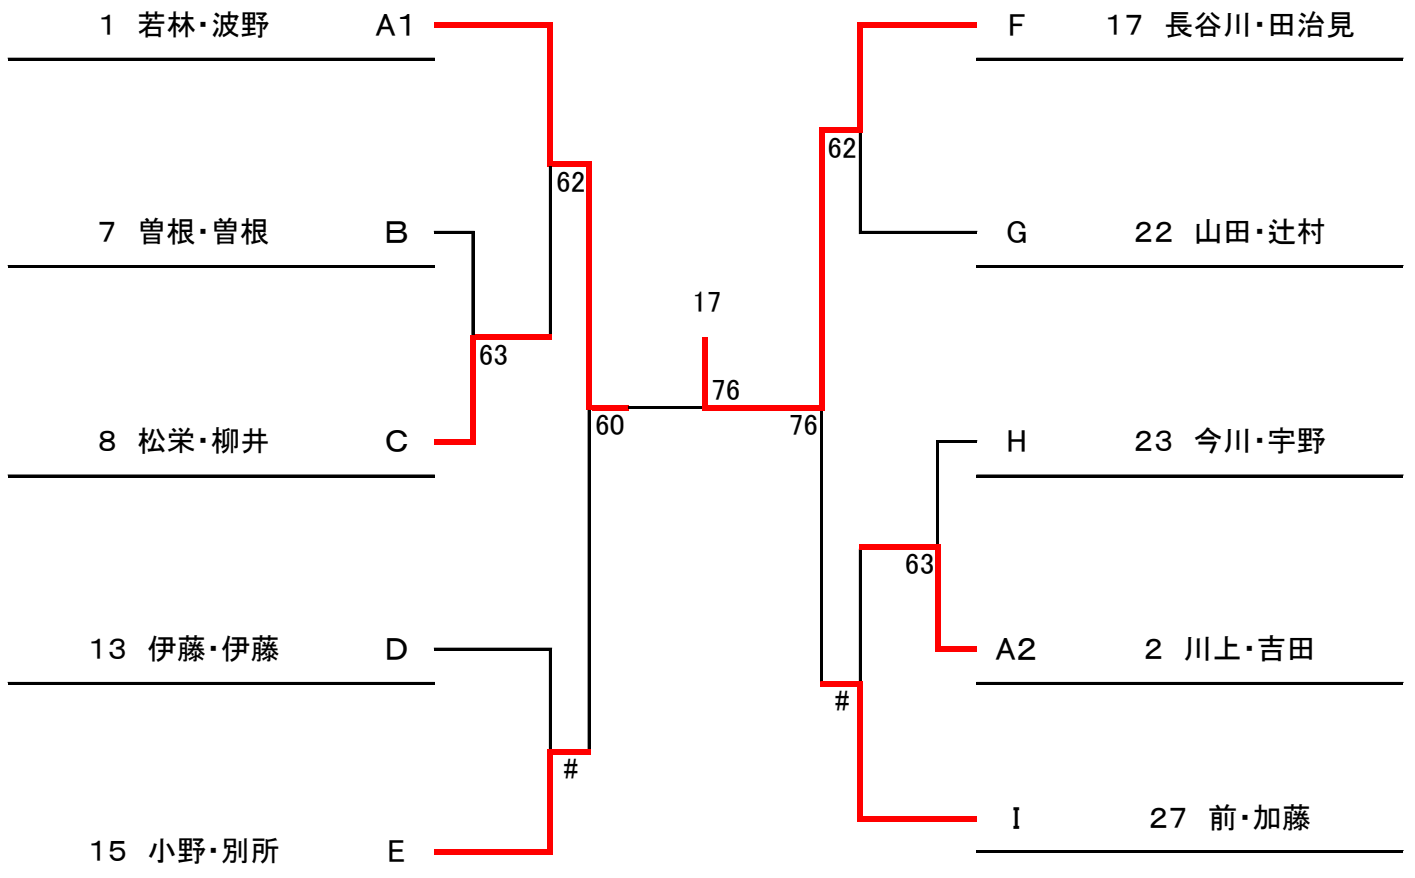 1 若林・波野 A1
62
7 曽根・曽根 B
63
8 松栄・柳井 C
60
13 伊藤・伊藤 D
#
15 小野・別所 E
17
76
F 17 長谷川・田治見
62
G 22 山田・辻村
76
H 23 今川・宇野
63
A2 2 川上・吉田
#
I 27 前・加藤